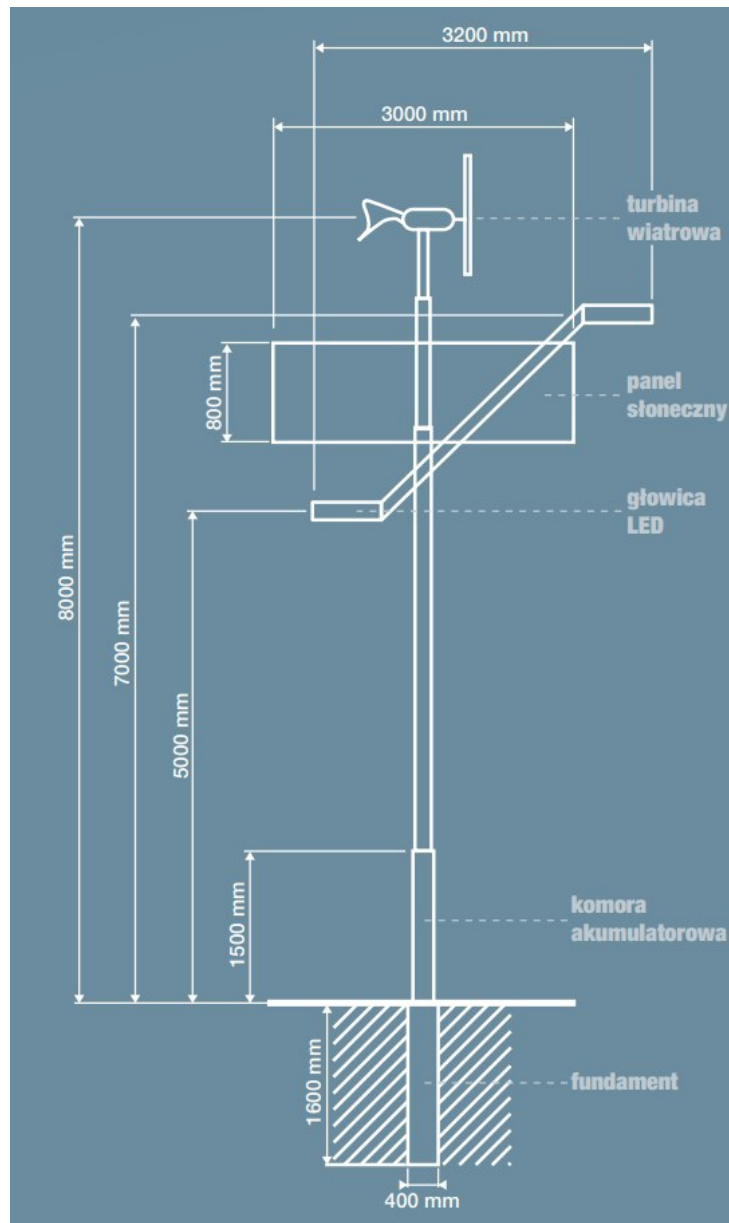 3200 mm
3000 mm
turbina
wiatrowa
800 mm
panel
słoneczny
głowica
LED
8000 mm
7000 mm
5000 mm
1500 mm
komora
akumulatorowa
1600 mm
fundament
400 mm